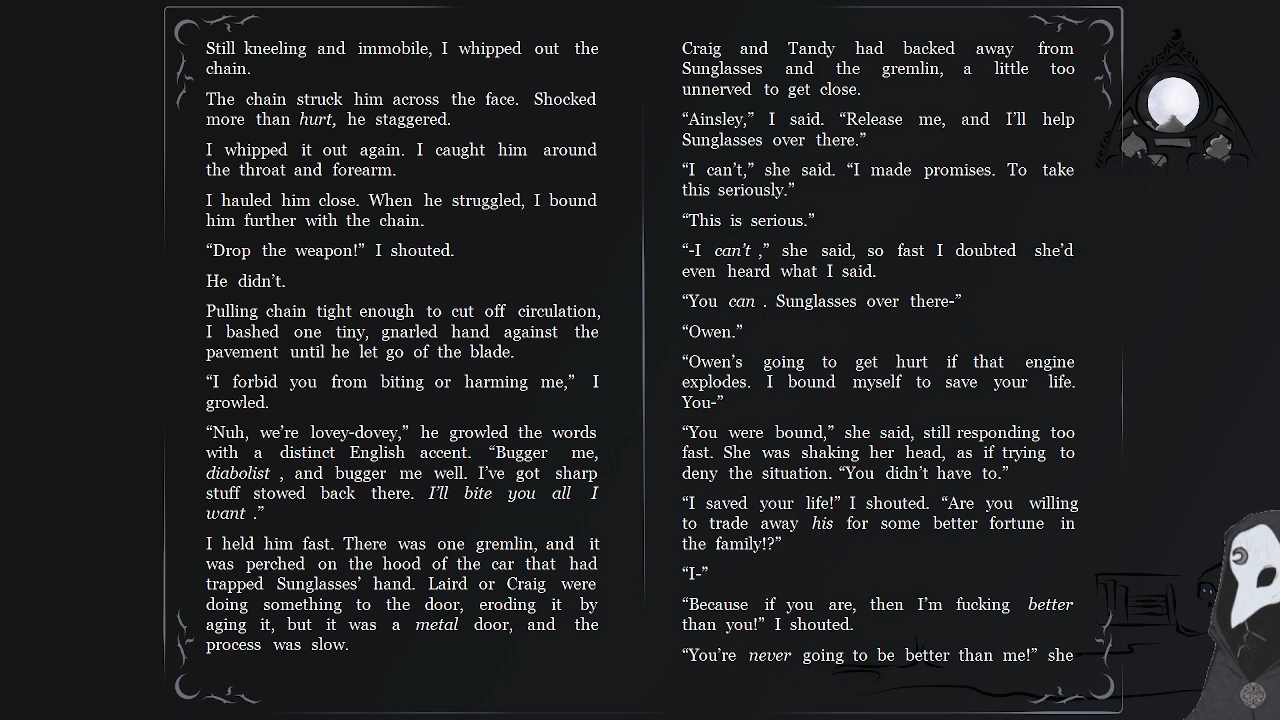 Still kneeling and immobile, I whipped out the
chain.
The chain struck him across the face. Shocked
more than hurt, he staggered.
I whipped it out again. I caught him around
the throat and forearm.
I hauled him close. When he struggled, I bound
him further with the chain.
“Drop the weapon!” I shouted.
He didn’t.
Pulling chain tight enough to cut off circulation,
I bashed one tiny, gnarled hand against the
pavement until he let go of the blade.
“I forbid you from biting or harming me,” I
growled.
“Nuh, we’re lovey-dovey,” he growled the words
with a distinct English accent. “Bugger me,
diabolist , and bugger me well. I’ve got sharp
stuff stowed back there. I’ll bite you all I
want .”
I held him fast. There was one gremlin, and it
was perched on the hood of the car that had
trapped Sunglasses’ hand. Laird or Craig were
doing something to the door, eroding it by
aging it, but it was a metal door, and the
process was slow.
Craig and Tandy had backed away from
Sunglasses and the gremlin, a little too
unnerved to get close.
“Ainsley,” I said. “Release me, and I’ll help
Sunglasses over there.”
“I can’t,” she said. “I made promises. To take
this seriously.”
“This is serious.”
“-I can’t ,” she said, so fast I doubted she’d
even heard what I said.
“You can . Sunglasses over there-”
“Owen.”
“Owen’s going to get hurt if that engine
explodes. I bound myself to save your life.
You-”
“You were bound,” she said, still responding too
fast. She was shaking her head, as if trying to
deny the situation. “You didn’t have to.”
“I saved your life!” I shouted. “Are you willing
to trade away his for some better fortune in
the family!?”
“I-”
“Because if you are, then I’m fucking better
than you!” I shouted.
“You’re never going to be better than me!” she